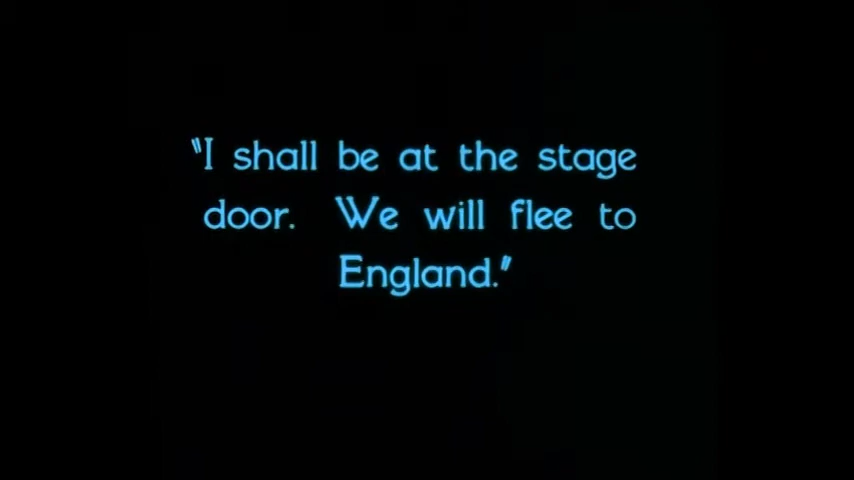 "I shall be at the stage
door. We will flee to
England."